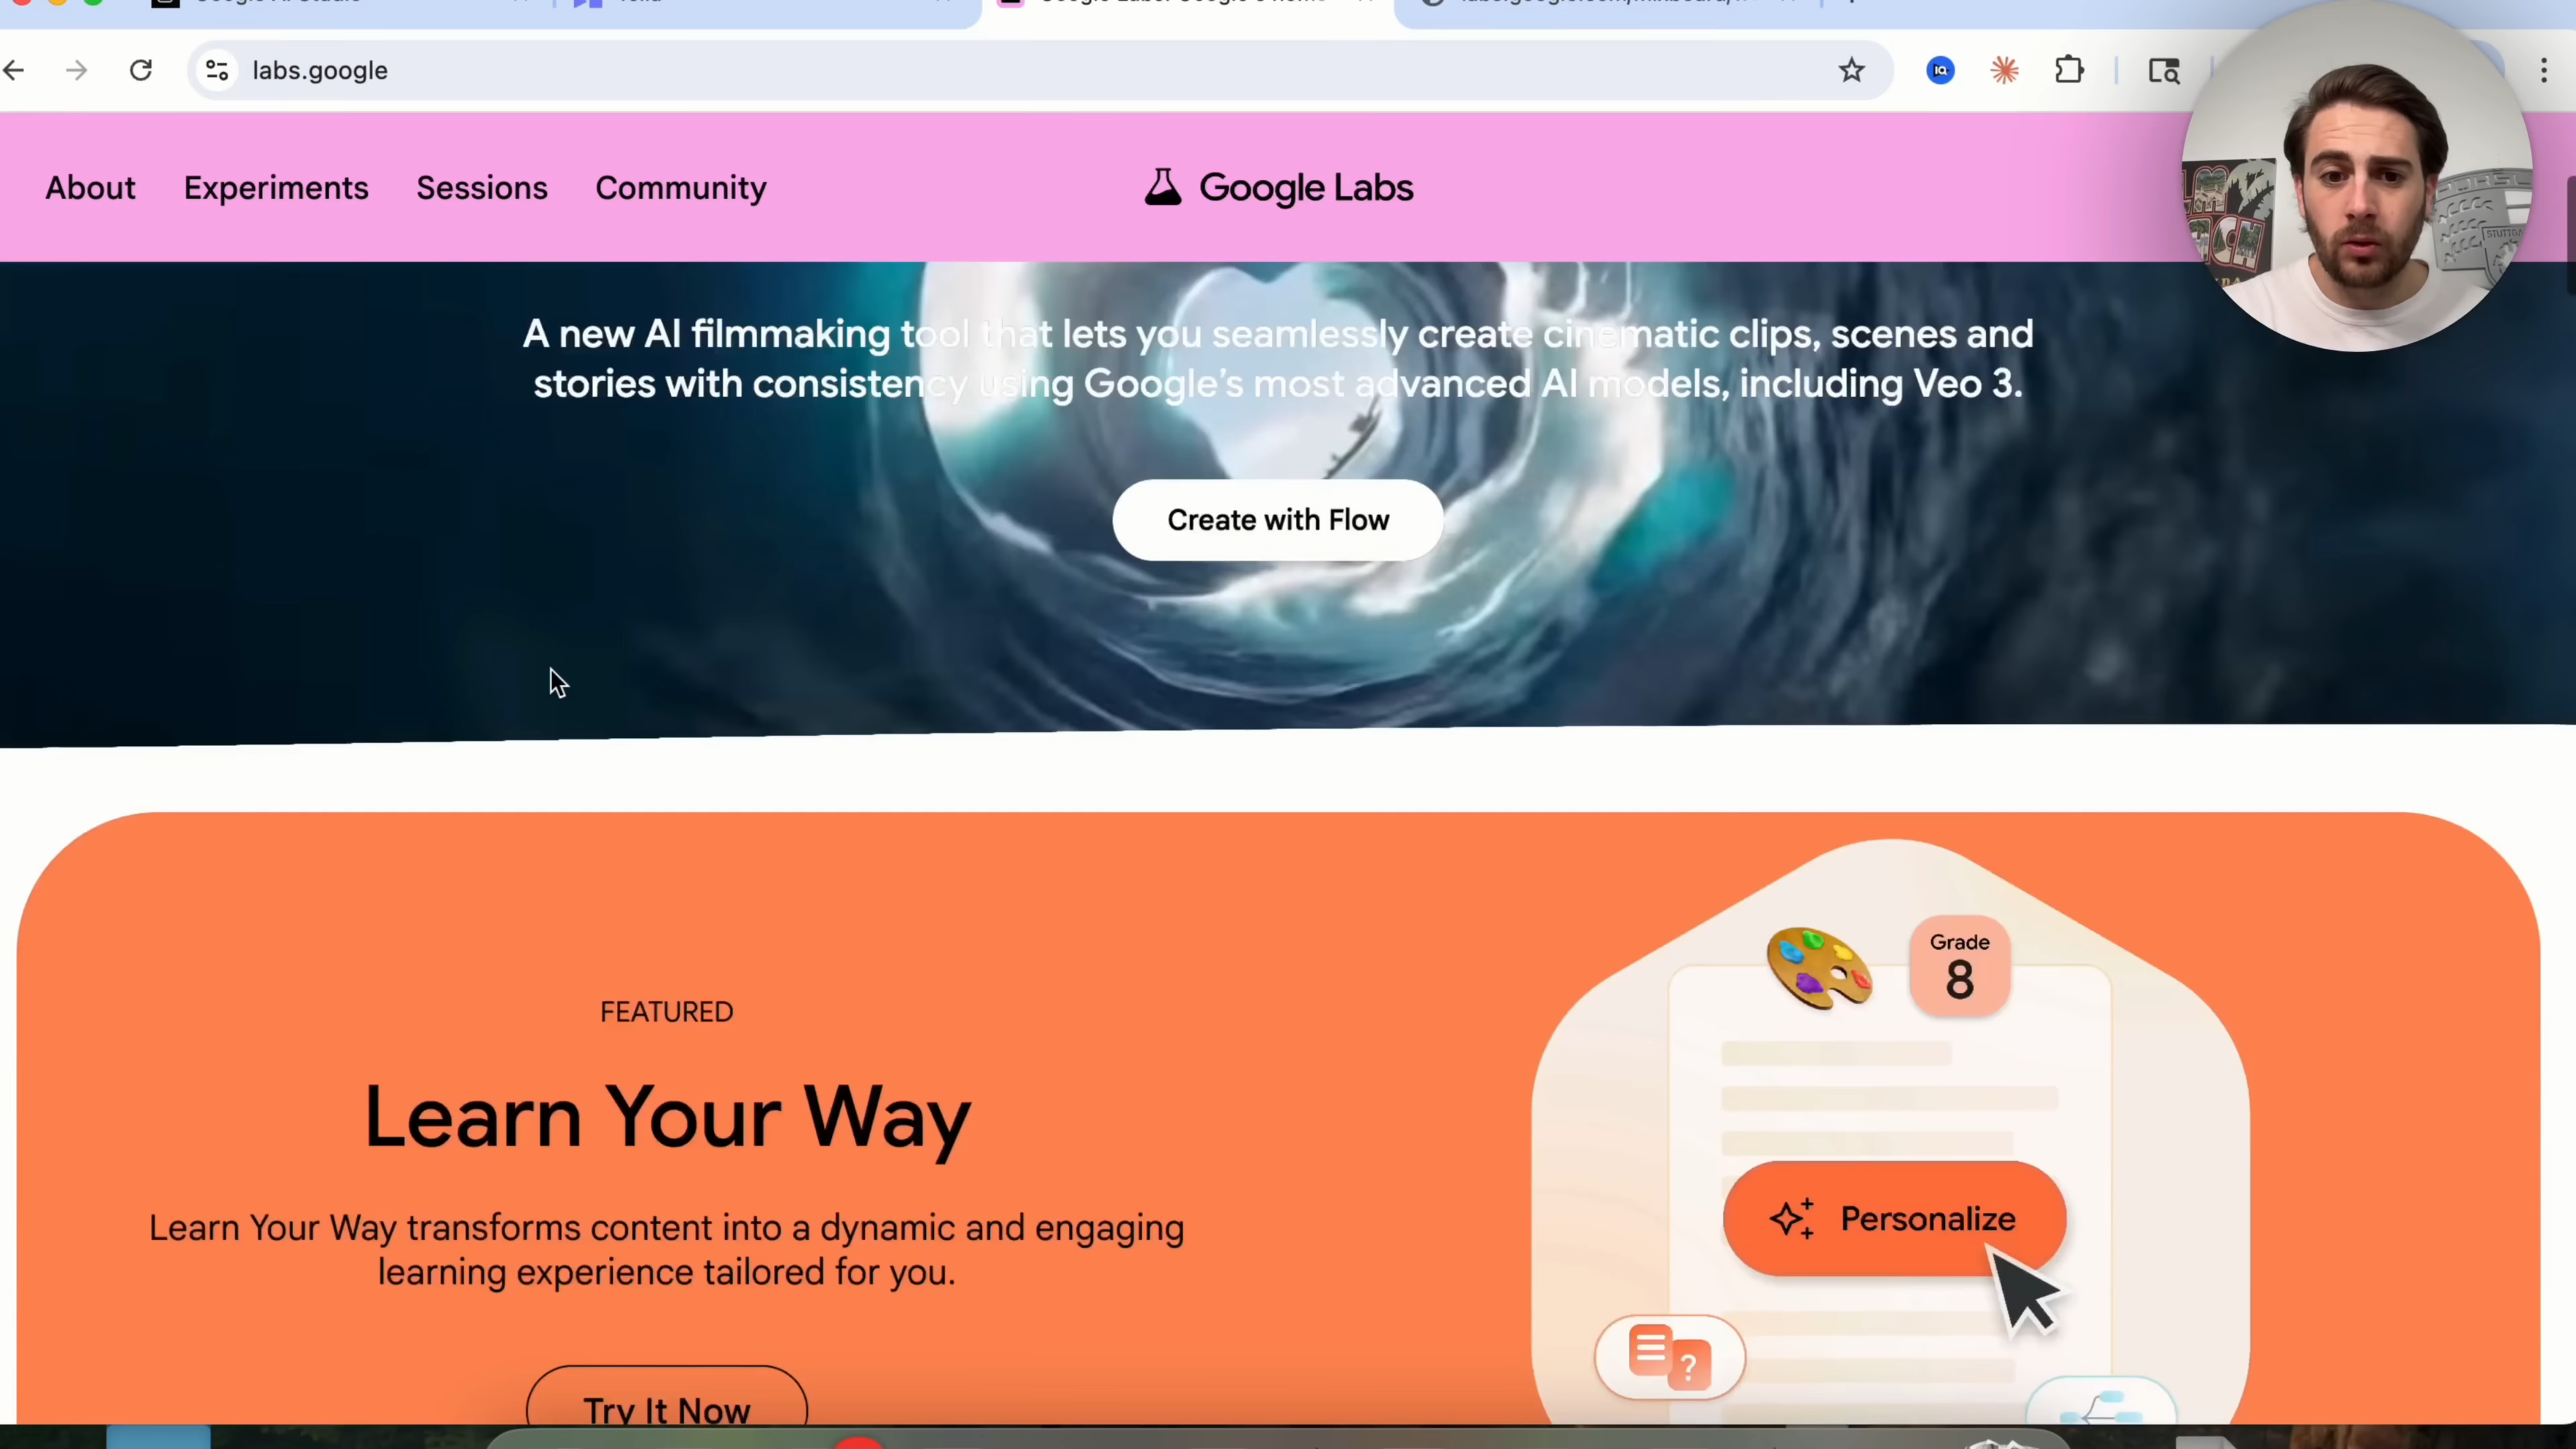 labs.google
About Experiments Sessions Community
Google Labs
A new AI filmmaking tool that lets you seamlessly create cinematic clips, scenes and
stories with consistency using Google's most advanced AI models, including Veo 3.
Create with Flow
FEATURED
Learn Your Way
Learn Your Way transforms content into a dynamic and engaging
learning experience tailored for you.
Try It Now
Grade
8
Personalize
?